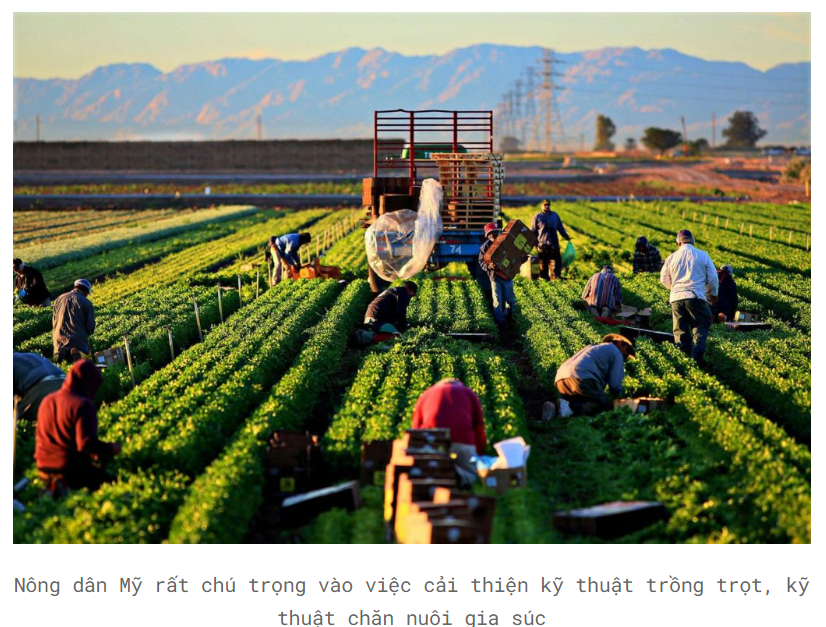 74
Nông dân Mỹ rất chú trọng vào việc cải thiện kỹ thuật trồng trọt, kỹ
thuật chăn nuôi gia súc